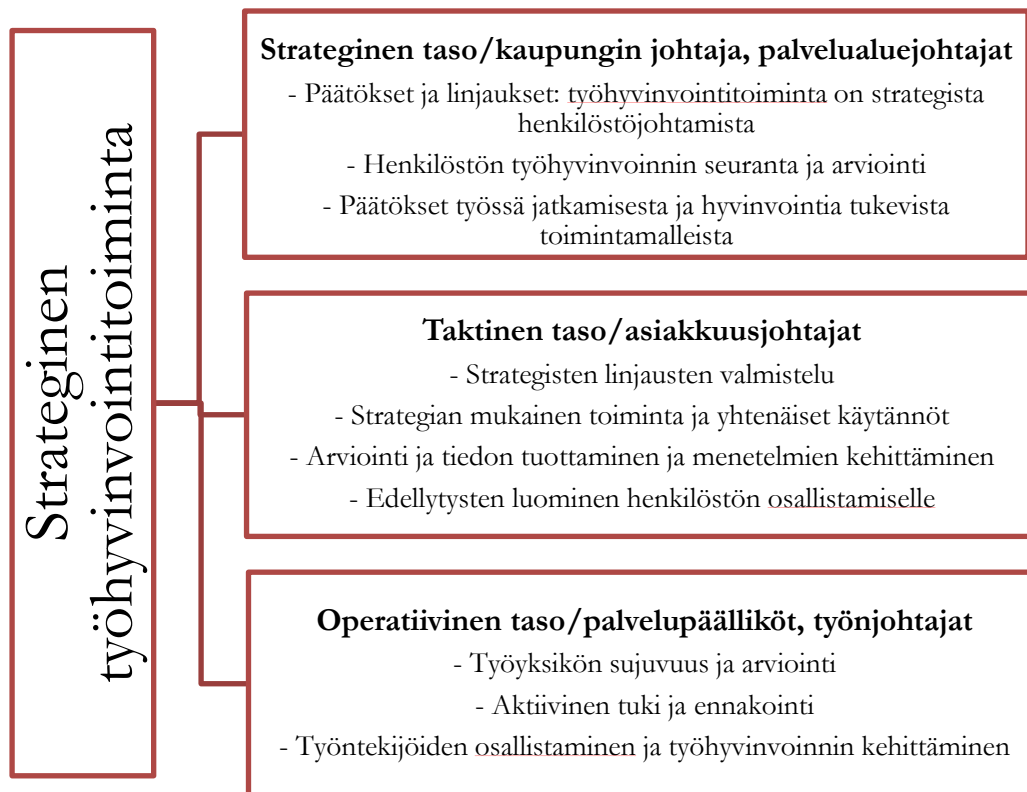 Strateginen
työhyvinvointitoiminta
Strateginen taso/kaupungin johtaja, palvelualuejohtajat
- Päätökset ja linjaukset: työhyvinvointitoiminta on strategista
henkilöstöjohtamista
- Henkilöstön työhyvinvoinnin seuranta ja arviointi
- Päätökset työssä jatkamisesta ja hyvinvointia tukevista
toimintamalleista
Taktinen taso/asiakkuusjohtajat
- Strategisten linjausten valmistelu
- Strategian mukainen toiminta ja yhtenäiset käytännöt
- Arviointi ja tiedon tuottaminen ja menetelmien kehittäminen
- Edellytysten luominen henkilöstön osallistamiselle
Operatiivinen taso/palvelupäälliköt, työnjohtajat
- Työyksikön sujuvuus ja arviointi
- Aktiivinen tuki ja ennakointi
- Työntekijöiden osallistaminen ja työhyvinvoinnin kehittäminen